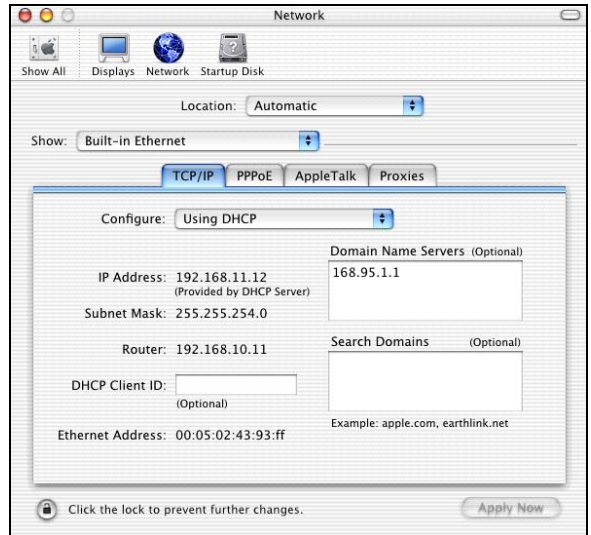 Network
Show All Displays Network Startup Disk
Location: Automatic
Show: Built-in Ethernet
TCP/IP PPPoE AppleTalk Proxies
Configure: Using DHCP
Domain Name Servers (Optional)
168.95.1.1
IP Address: 192.168.11.12
(Provided by DHCP Server)
Subnet Mask: 255.255.254.0
Router: 192.168.10.11
Search Domains (Optional)
DHCP Client ID:
(Optional)
Example: apple.com, earthlink.net
Ethernet Address: 00:05:02:43:93:ff
Click the lock to prevent further changes.
Apply Now